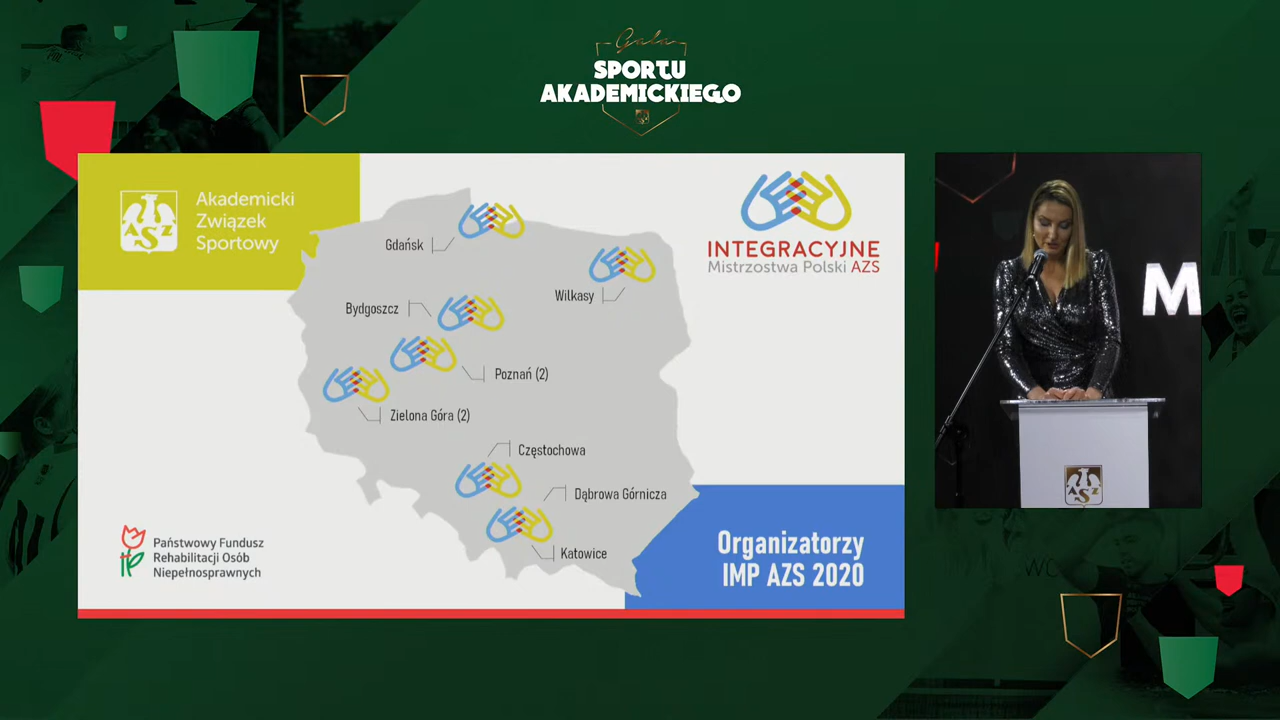 Gala
SPORTU
AKADEMICKIEGO
AZS
Akademicki
Związek
Sportowy
INTEGRACYJNE
Mistrzostwa Polski AZS
Gdańsk
Wilkasy
Bydgoszcz
Poznań (2)
Zielona Góra (2)
Częstochowa
Dąbrowa Górnicza
Katowice
Państwowy Fundusz
Rehabilitacji Osób
Niepełnosprawnych
Organizatorzy
IMP AZS 2020
M
AZS